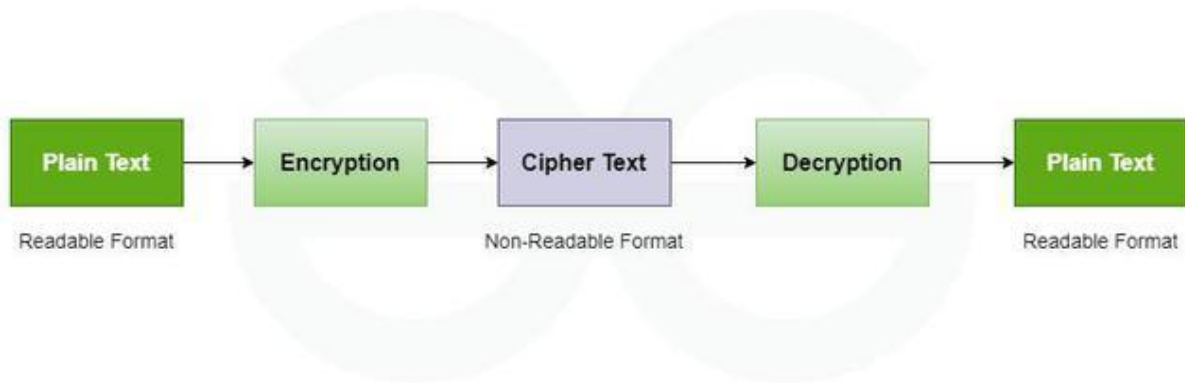 Plain Text
Encryption
Cipher Text
Decryption
Plain Text
Readable Format
Non-Readable Format
Readable Format